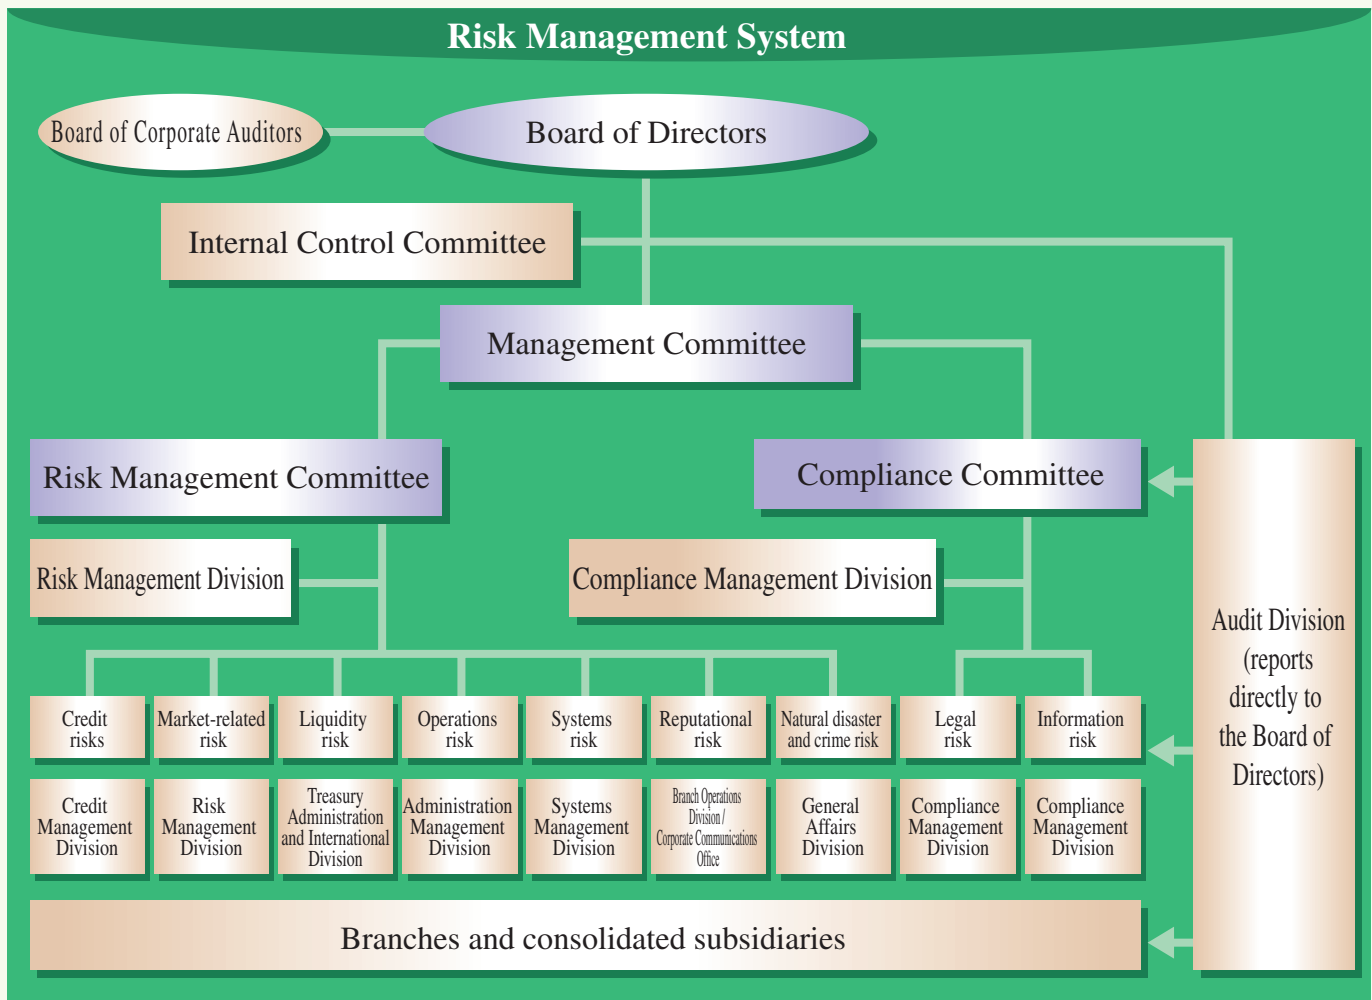 Risk Management System
Board of Corporate Auditors
Board of Directors
Internal Control Committee
Management Committee
Risk Management Committee
Compliance Committee
Risk Management Division
Compliance Management Division
Audit Division
(reports
directly to
the Board of
Directors)
Credit
risks
Market-related
risk
Liquidity
risk
Operations
risk
Systems
risk
Reputational
risk
Natural disaster
and crime risk
Legal
risk
Information
risk
Credit
Management
Division
Risk
Management
Division
Treasury
Administration
and International
Division
Administration
Management
Division
Systems
Management
Division
Branch Operations
Division /
Corporate Communications
Office
General
Affairs
Division
Compliance
Management
Division
Compliance
Management
Division
Branches and consolidated subsidiaries